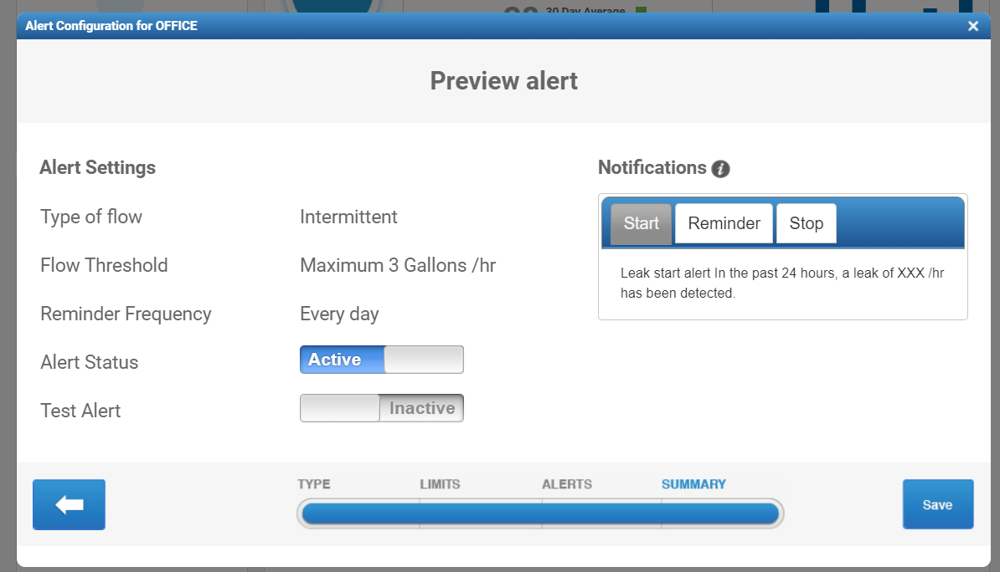 30 Day Average
Alert Configuration for OFFICE
Preview alert
Alert Settings
Type of flow Intermittent
Flow Threshold Maximum 3 Gallons /hr
Reminder Frequency Every day
Alert Status Active
Test Alert Inactive
Notifications
Start Reminder Stop
Leak start alert In the past 24 hours, a leak of XXX /hr
has been detected.
TYPE LIMITS ALERTS SUMMARY
Save